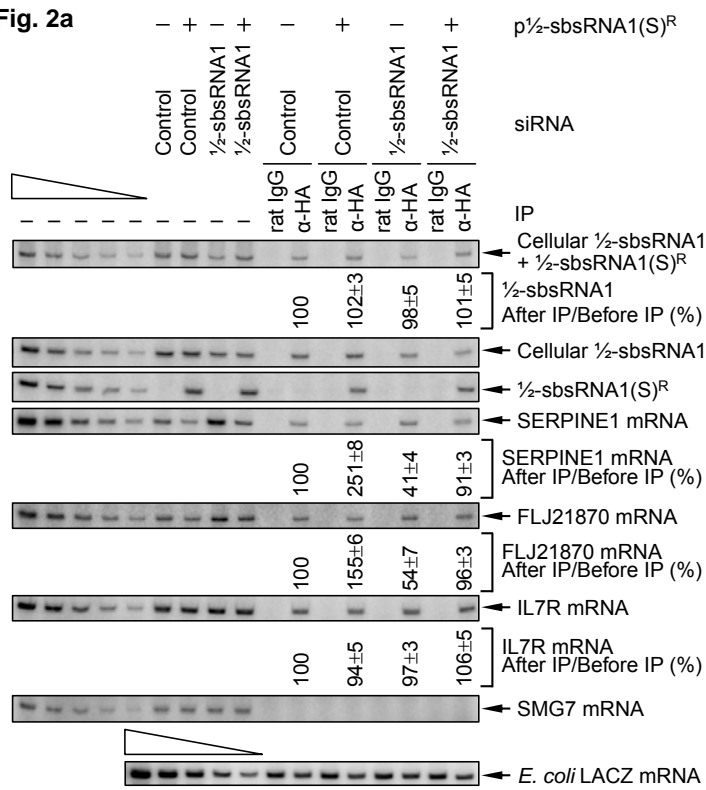 Fig. 2a
– + – + – + – + p½-sbsRNA1(S)ᴿ
Control Control ½-sbsRNA1 ½-sbsRNA1 Control Control ½-sbsRNA1 ½-sbsRNA1 siRNA
– – – – – – – – – rat IgG α-HA rat IgG α-HA rat IgG α-HA rat IgG α-HA IP
Cellular ½-sbsRNA1
+ ½-sbsRNA1(S)ᴿ
100 102±3 98±5 101±5 ½-sbsRNA1
After IP/Before IP (%)
Cellular ½-sbsRNA1
½-sbsRNA1(S)ᴿ
SERPINE1 mRNA
100 251±8 41±4 91±3 SERPINE1 mRNA
After IP/Before IP (%)
FLJ21870 mRNA
100 155±6 54±7 96±3 FLJ21870 mRNA
After IP/Before IP (%)
IL7R mRNA
100 94±5 97±3 106±5 IL7R mRNA
After IP/Before IP (%)
SMG7 mRNA
E. coli LACZ mRNA